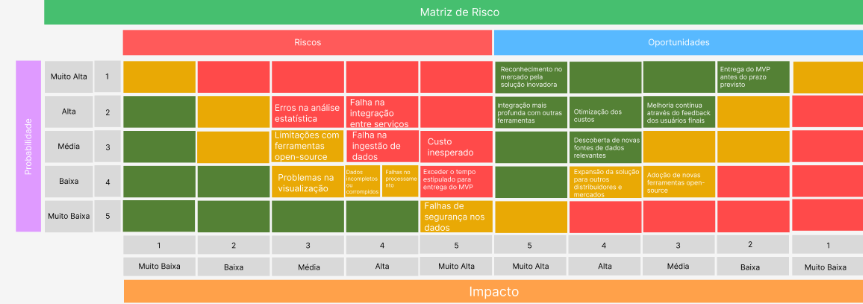 Matriz de Risco
Riscos
Oportunidades
Probabilidade
Muito Alta
1
Reconhecimento no
mercado pela
solução inovadora
Entrega do MVP
antes do prazo
previsto
Alta
2
Erros na análise
estatística
Falha na
integração
entre serviços
integração mais
profunda com outras
ferramentas
Otimização dos
custos
Melhoria contínua
através do feedback
dos usuários finais
Média
3
Limitações com
ferramentas
open-source
Falha na
ingestão de
dados
Custo
inesperado
Descoberta de novas
fontes de dados
relevantes
Baixa
4
Problemas na
visualização
Dados
incompletos
ou
corrompidos
Falhas no
Exceder o tempo
estipulado para
entrega do MVP
Expansão da solução
para outros
distribuidores e
mercados
Adoção de novas
ferramentas open-
source
Muito Baixa
5
Falhas de
segurança nos
dados
1
2
3
4
5
5
4
3
2
1
Muito Baixa
Baixa
Média
Alta
Muito Alta
Muito Alta
Alta
Média
Baixa
Muito Baixa
Impacto